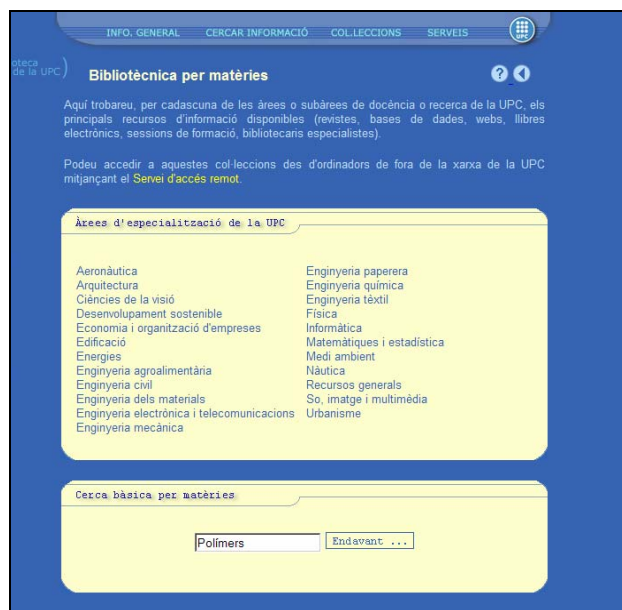 INFO. GENERAL CERCAR INFORMACIÓ COL.LECCIONS SERVEIS
UPC
oteca
de la UPC)
Bibliotècnica per matèries
?
Aquí trobareu, per cadascuna de les àrees o subàrees de docència o recerca de la UPC, els
principals recursos d'informació disponibles (revistes, bases de dades, webs, llibres
electrònics, sessions de formació, bibliotecaris especialistes).
Podeu accedir a aquestes col·leccions des d'ordinadors de fora de la xarxa de la UPC
mitjançant el Servei d'accés remot.
Àrees d'especialització de la UPC
Aeronàutica
Arquitectura
Ciències de la visió
Desenvolupament sostenible
Economia i organització d'empreses
Edificació
Energies
Enginyeria agroalimentària
Enginyeria civil
Enginyeria dels materials
Enginyeria electrònica i telecomunicacions
Enginyeria mecànica
Enginyeria paperera
Enginyeria química
Enginyeria tèxtil
Física
Informàtica
Matemàtiques i estadística
Medi ambient
Nàutica
Recursos generals
So, imatge i multimèdia
Urbanisme
Cerca bàsica per matèries
Polímers
Endavant ...